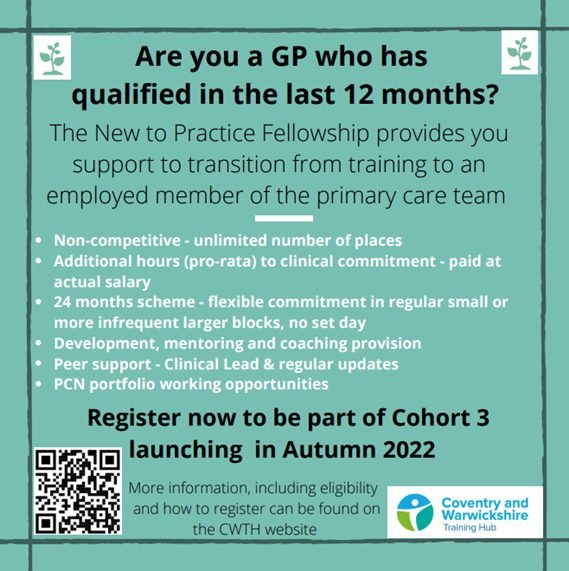 Are you a GP who has
qualified in the last 12 months?
The New to Practice Fellowship provides you
support to transition from training to an
employed member of the primary care team
• Non-competitive - unlimited number of places
• Additional hours (pro-rata) to clinical commitment - paid at
actual salary
• 24 months scheme - flexible commitment in regular small or
more infrequent larger blocks, no set day
• Development, mentoring and coaching provision
• Peer support - Clinical Lead & regular updates
• PCN portfolio working opportunities
Register now to be part of Cohort 3
launching in Autumn 2022
More information, including eligibility
and how to register can be found on
the CWTH website
Coventry and
Warwickshire
Training Hub